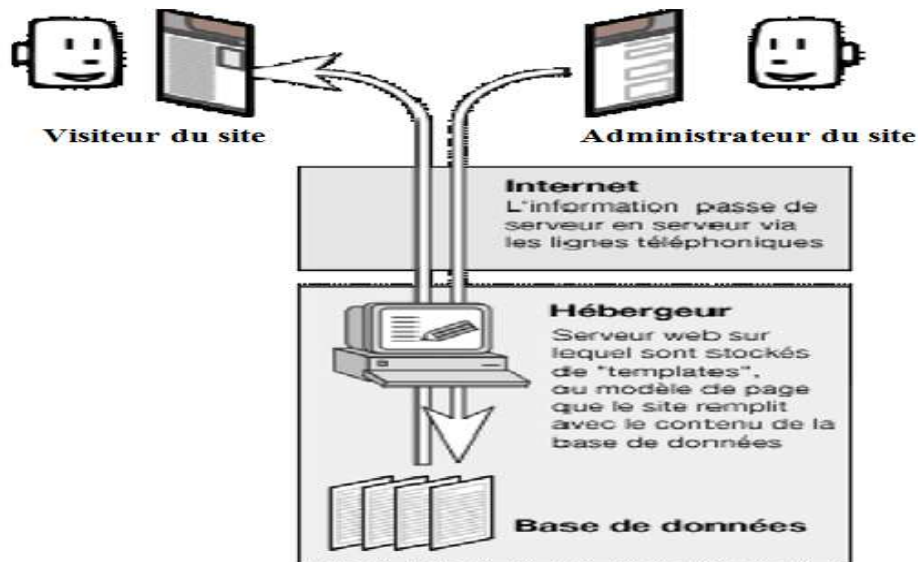 Visiteur du site
Administrateur du site
Internet
L'information passe de
serveur en serveur via
les lignes téléphoniques
Hébergeur
Serveur web sur
lequel sont stockés
de "templates",
ou modèle de page
que le site remplit
avec le contenu de la
base de données
Base de données